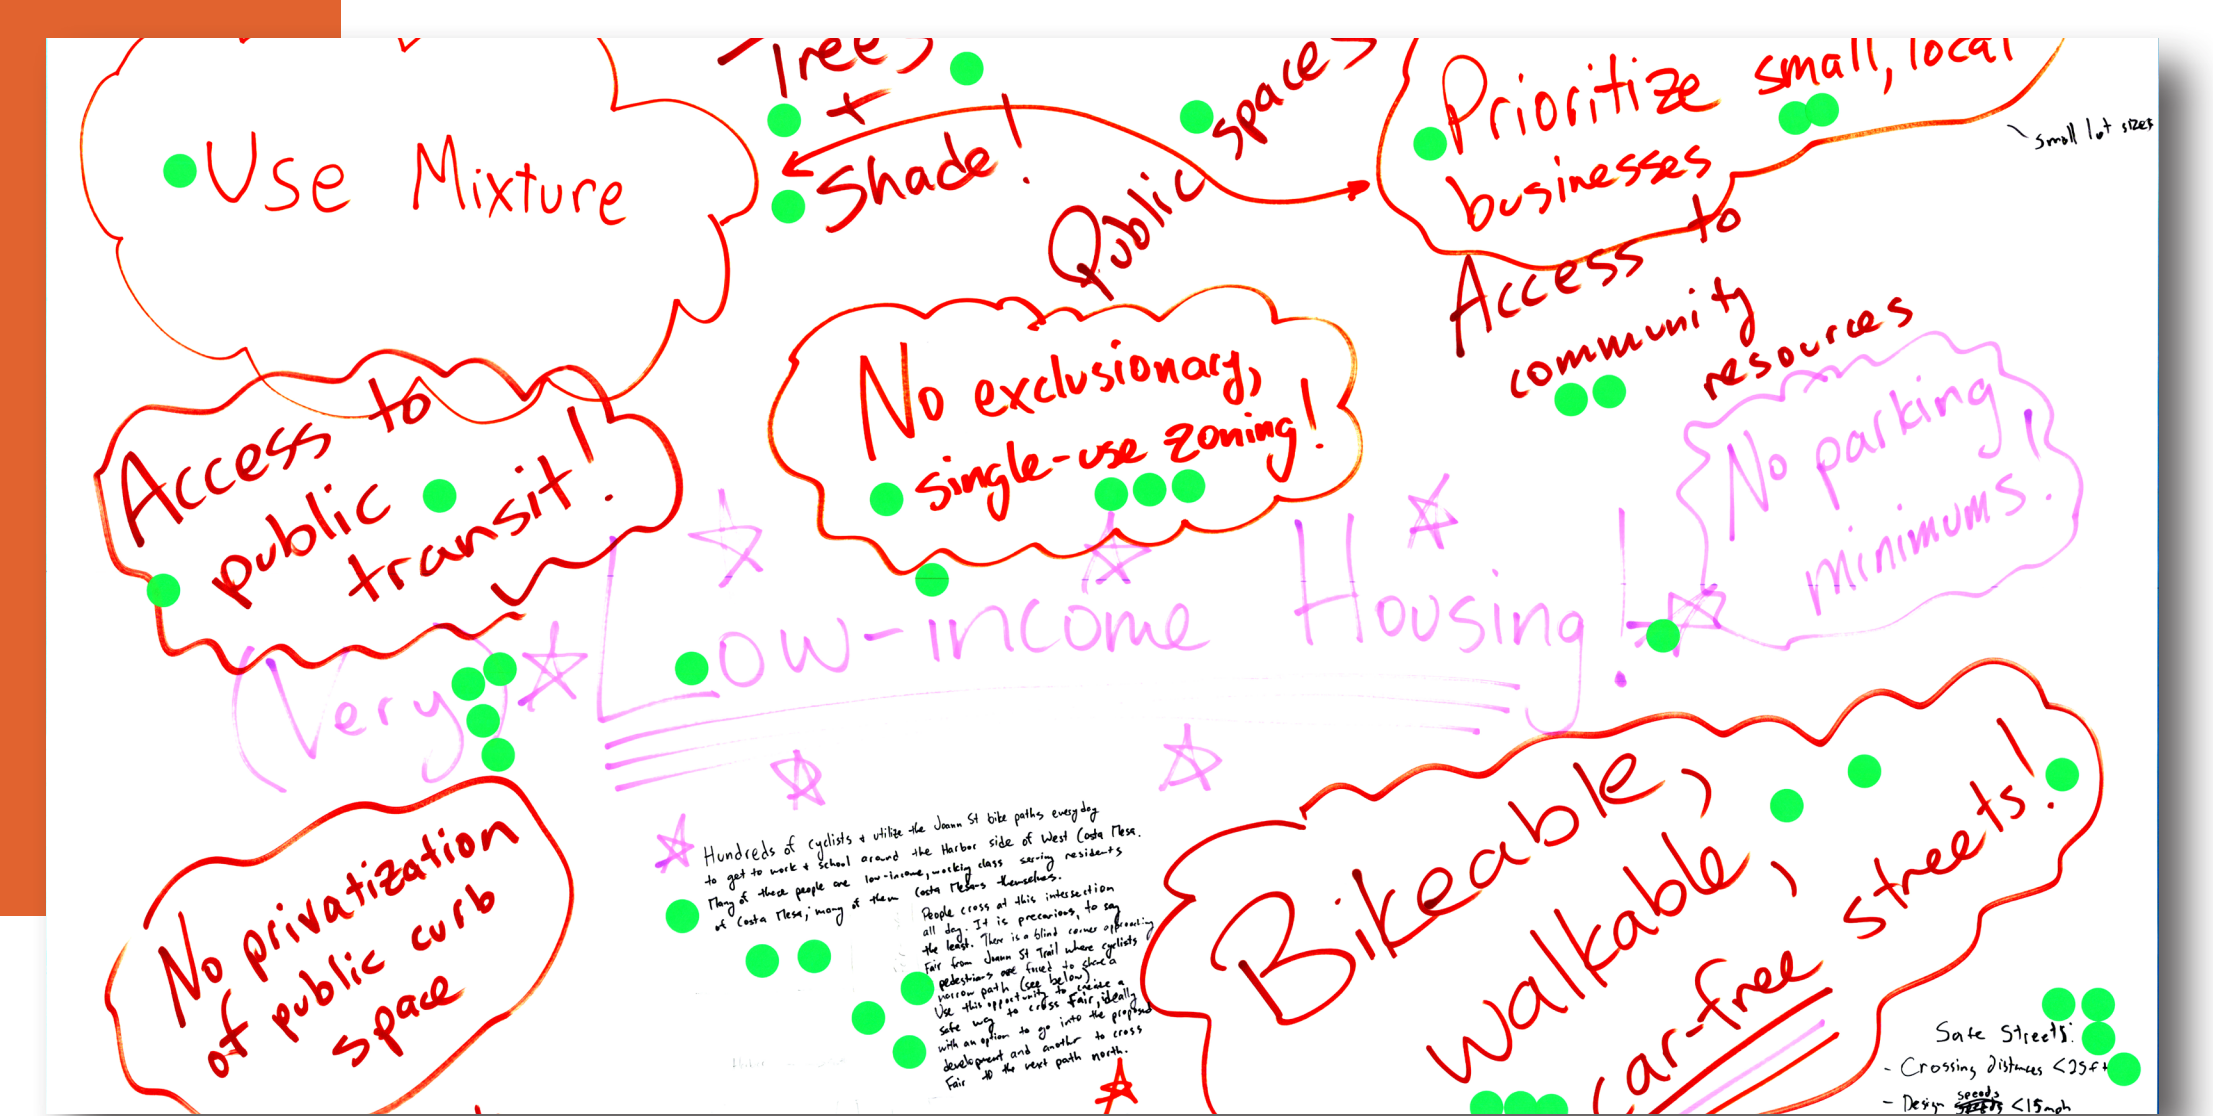 Trees
+
Shade!
Use Mixture
Public spaces
Prioritize small, local
businesses
small lot sizes
Access to
community
resources
No exclusionary,
single-use zoning!
Access to
public
transit!
No parking
minimums.
(Very) Low-income Housing!
Hundreds of cyclists + utilize the Joann St bike paths everyday
to get to work + school around the Harbor side of West Costa Mesa.
Many of these people are low-income, working class serving residents
of Costa Mesa; many of them Costa Mesans themselves.
People cross at this intersection
all day. It is precarious, to say
the least. There is a blind corner approaching
Fair from Joann St Trail where cyclists
pedestrians are forced to share a
narrow path (see below)
Use this opportunity to create a
safe way to cross Fair, ideally
with an option to go into the proposed
development and another to cross
Fair to the next path north.
No privatization
of public curb
space
Bikeable,
walkable,
car-free streets!
Safe Streets:
- Crossing distances <25ft
- Design speeds <15mph